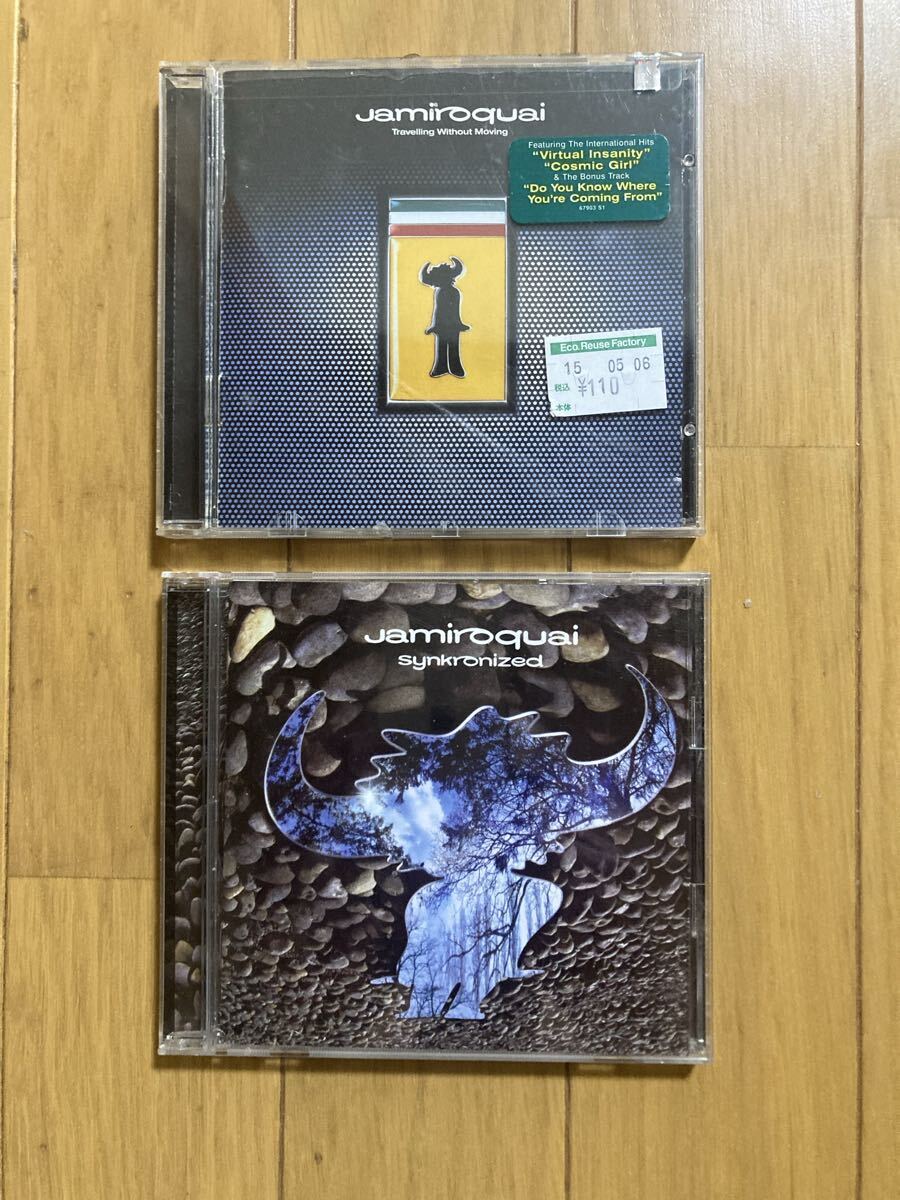 Jamiroquai
Travelling Without Moving
Featuring The International Hits
"Virtual Insanity"
"Cosmic Girl"
& The Bonus Track
"Do You Know Where
You're Coming From"
67903 S1
Eco. Reuse Factory
15 05 06
税込 ¥110
本体
Jamiroquai
synkronized